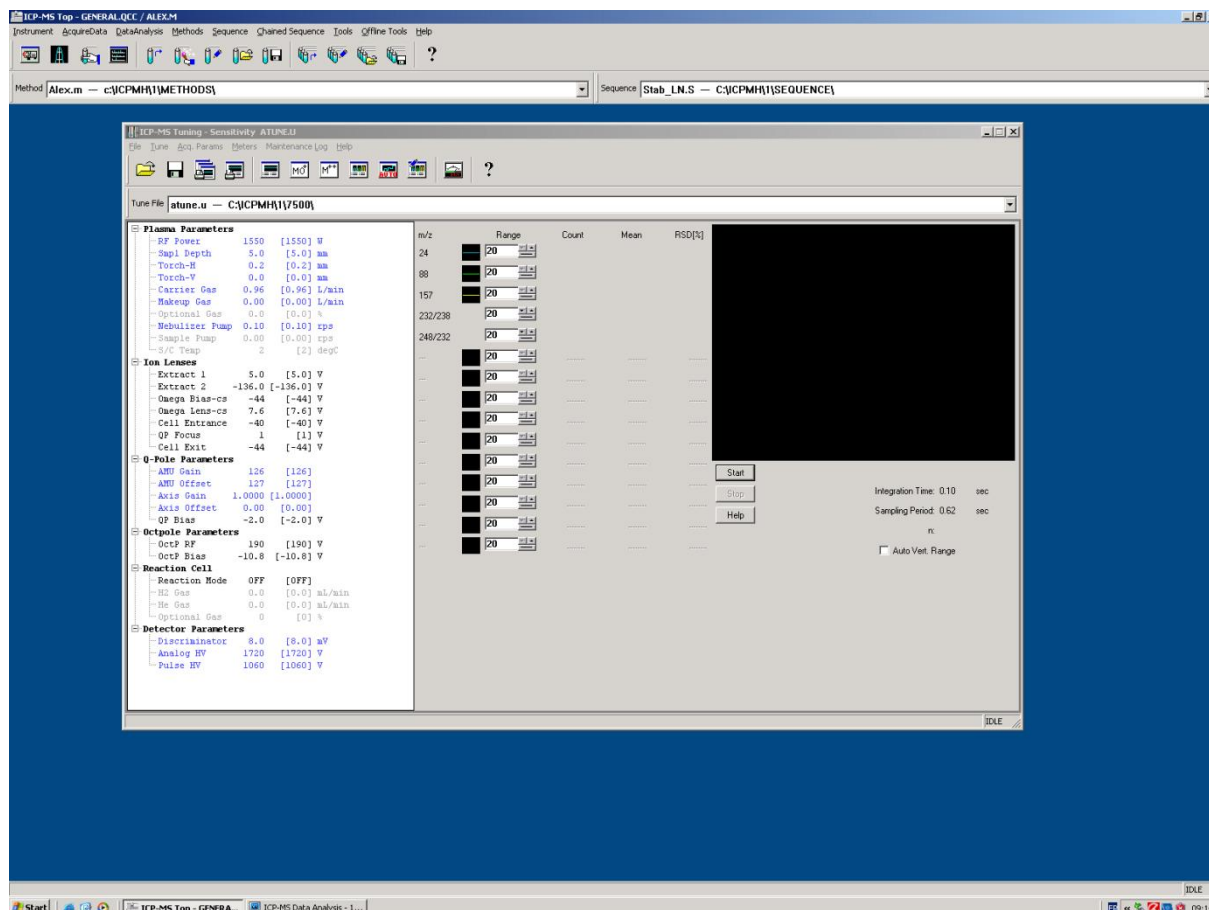 ICP-MS Top - GENERAL.QCC / ALEX.M
Instrument AcquireData DataAnalysis Methods Sequence Chained Sequence Tools Offline Tools Help
?
Method Alex.m — c:\ICPMH\1\METHODS\ Sequence Stab_LN.S — C:\ICPMH\1\SEQUENCE\
ICP-MS Tuning - Sensitivity ATUNE.U
File Tune Acq. Params Meters Maintenance Log Help
MO+ M++ AUTO ?
Tune File atune.u — C:\ICPMH\1\7500\
Plasma Parameters
RF Power 1550 [1550] W
Smpl Depth 5.0 [5.0] mm
Torch-H 0.2 [0.2] mm
Torch-V 0.0 [0.0] mm
Carrier Gas 0.96 [0.96] L/min
Makeup Gas 0.00 [0.00] L/min
Optional Gas 0.0 [0.0] %
Nebulizer Pump 0.10 [0.10] rps
Sample Pump 0.00 [0.00] rps
S/C Temp 2 [2] degC
Ion Lenses
Extract 1 5.0 [5.0] V
Extract 2 -136.0 [-136.0] V
Omega Bias-cs -44 [-44] V
Omega Lens-cs 7.6 [7.6] V
Cell Entrance -40 [-40] V
QP Focus 1 [1] V
Cell Exit -44 [-44] V
Q-Pole Parameters
AMU Gain 126 [126]
AMU Offset 127 [127]
Axis Gain 1.0000 [1.0000]
Axis Offset 0.00 [0.00]
QP Bias -2.0 [-2.0] V
Octpole Parameters
OctP RF 190 [190] V
OctP Bias -10.8 [-10.8] V
Reaction Cell
Reaction Mode OFF [OFF]
H2 Gas 0.0 [0.0] mL/min
He Gas 0.0 [0.0] mL/min
Optional Gas 0 [0] %
Detector Parameters
Discriminator 8.0 [8.0] mV
Analog HV 1720 [1720] V
Pulse HV 1060 [1060] V
m/z Range Count Mean RSD[%]
24 20
88 20
157 20
232/238 20
248/232 20
... 20 ........ ........ ........
... 20 ........ ........ ........
... 20 ........ ........ ........
... 20 ........ ........ ........
... 20 ........ ........ ........
... 20 ........ ........ ........
... 20 ........ ........ ........
... 20 ........ ........ ........
... 20 ........ ........ ........
... 20 ........ ........ ........
Start
Stop
Help
Integration Time: 0.10 sec
Sampling Period: 0.62 sec
n:
Auto Vert. Range
IDLE
IDLE
Start ICP-MS Top - GENERA... ICP-MS Data Analysis - 1...